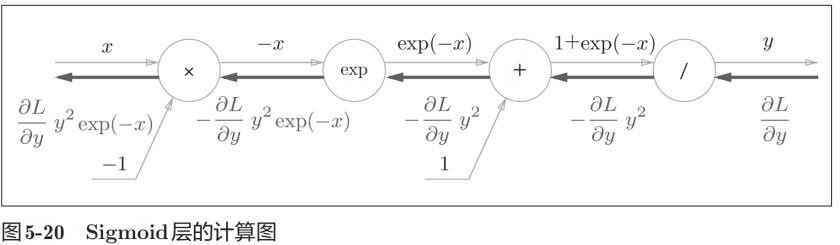 x
−x
exp(−x)
1+exp(−x)
y
×
exp
+
/
∂L/∂y y² exp(−x)
−∂L/∂y y² exp(−x)
−∂L/∂y y²
−∂L/∂y y²
∂L/∂y
−1
1
图5-20 Sigmoid层的计算图